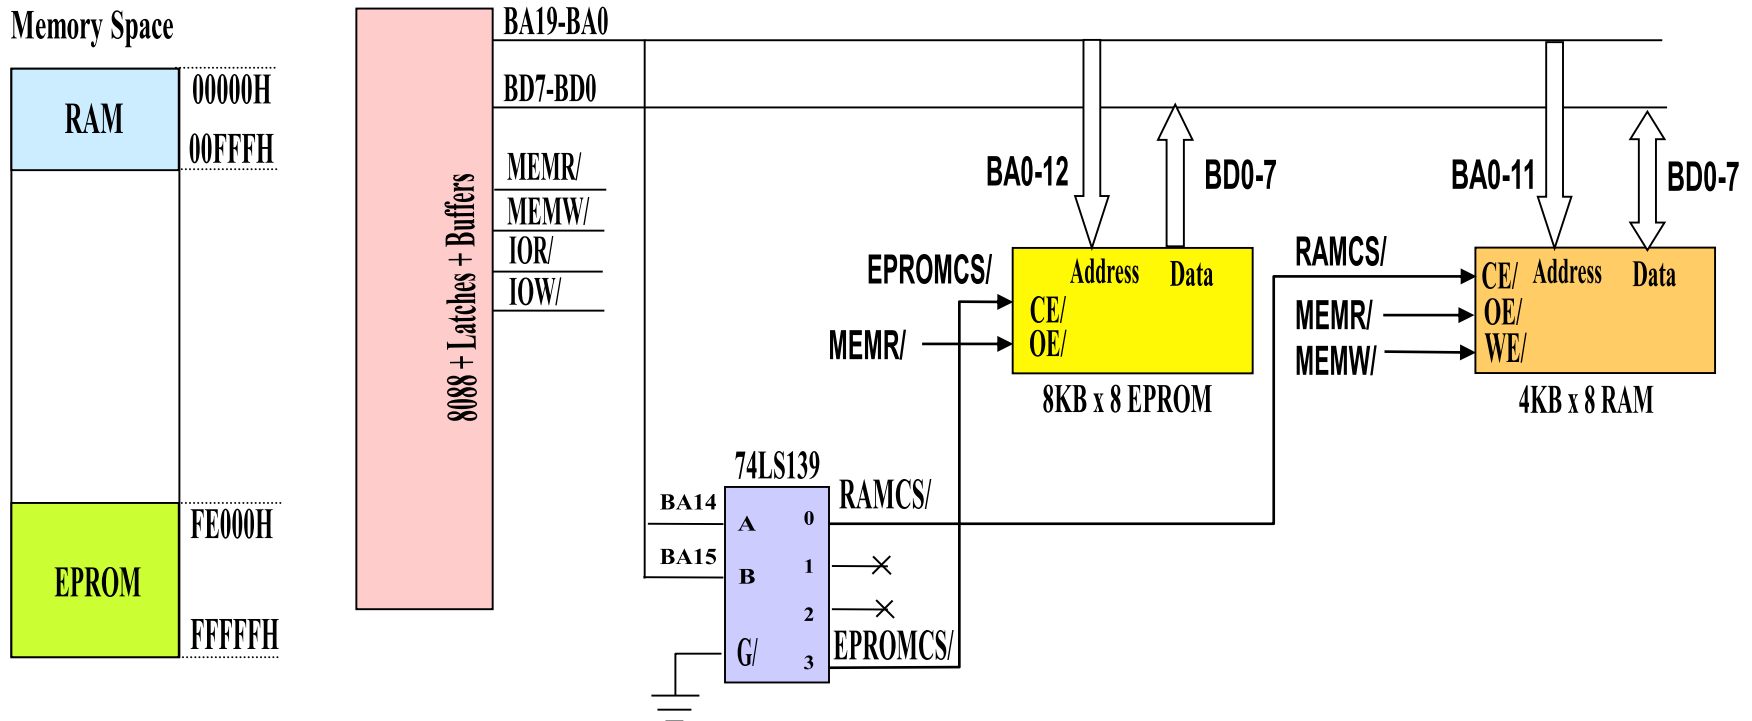 Memory Space
RAM
00000H
00FFFH
EPROM
FE000H
FFFFFH
8088 + Latches + Buffers
BA19-BA0
BD7-BD0
MEMR/
MEMW/
IOR/
IOW/
BA0-12
BD0-7
EPROMCS/
MEMR/
Address Data
CE/
OE/
8KB x 8 EPROM
BA0-11
BD0-7
RAMCS/
MEMR/
MEMW/
CE/ Address Data
OE/
WE/
4KB x 8 RAM
74LS139
BA14
BA15
A 0
1
B
2
G/ 3
RAMCS/
EPROMCS/